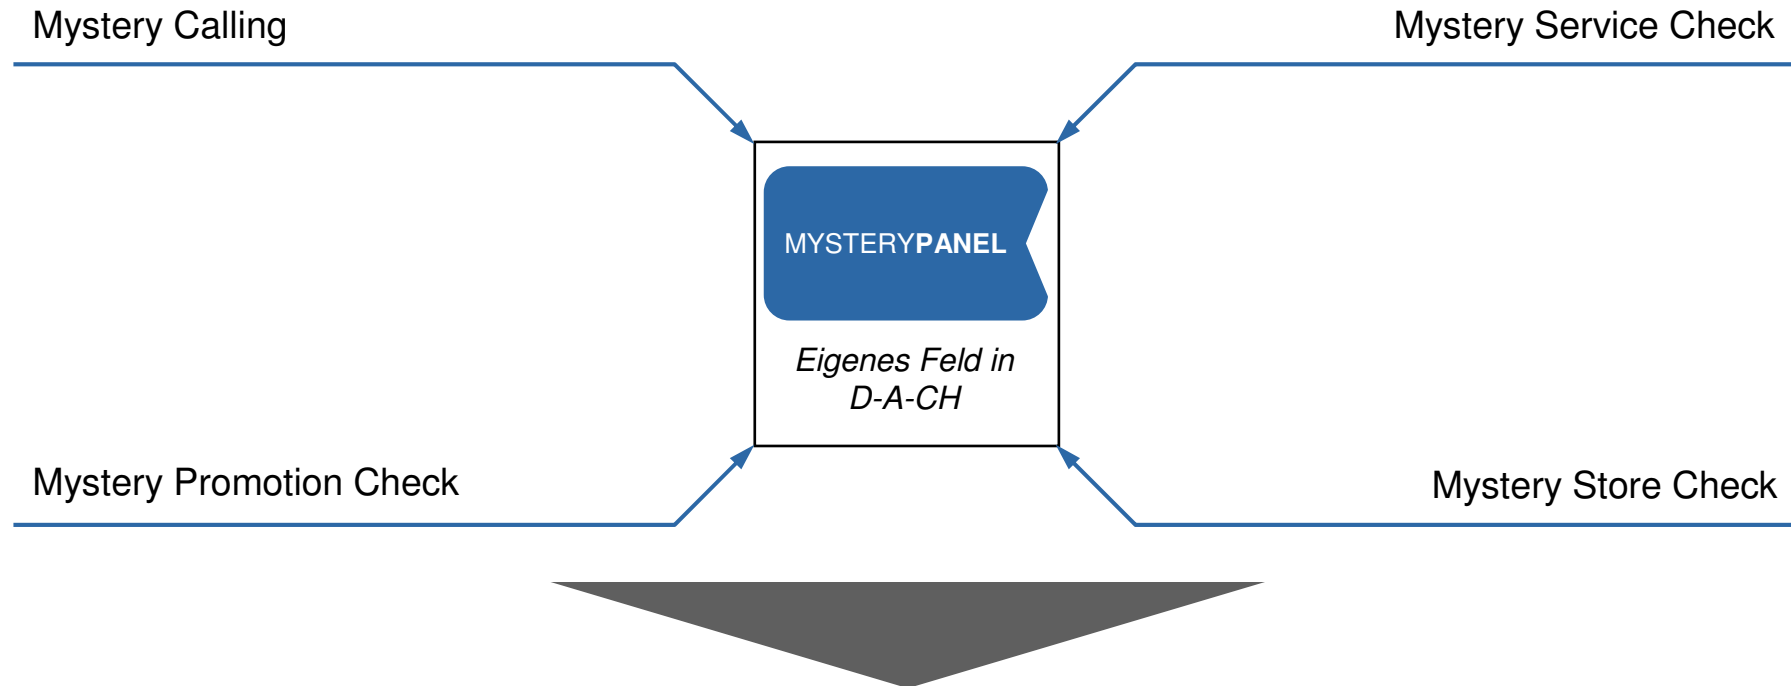 Mystery Calling
Mystery Service Check
MYSTERYPANEL
Eigenes Feld in
D-A-CH
Mystery Promotion Check
Mystery Store Check